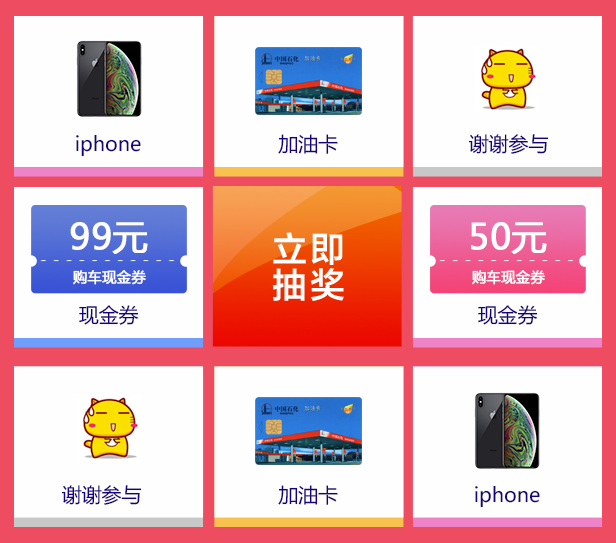 中国石化 加油卡
iphone
加油卡
谢谢参与
99元
购车现金券
现金券
立即
抽奖
50元
购车现金券
现金券
中国石化 加油卡
谢谢参与
加油卡
iphone